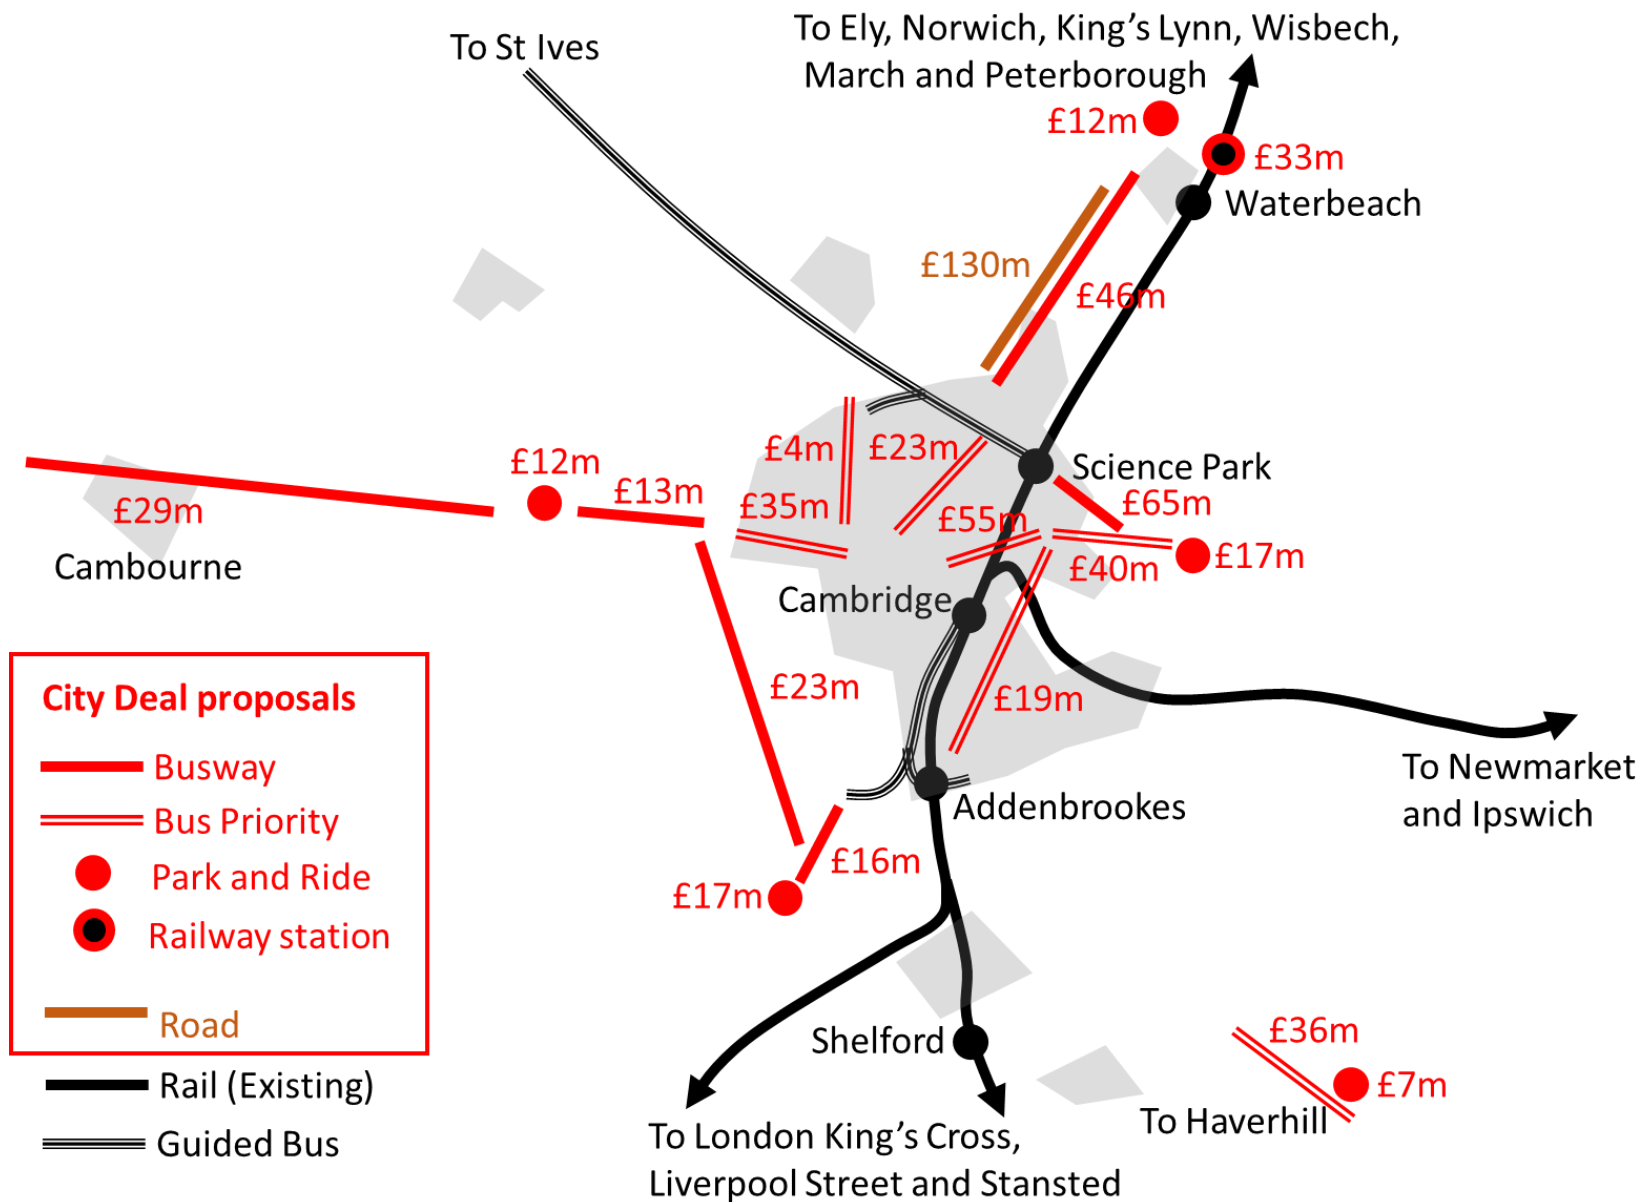 To Ely, Norwich, King's Lynn, Wisbech,
March and Peterborough
To St Ives
£12m
£33m
Waterbeach
£130m
£46m
£4m
£23m
Science Park
£12m
£13m
£35m
£55m
£65m
£29m
£40m
£17m
Cambourne
Cambridge
£23m
£19m
City Deal proposals
Busway
Bus Priority
Park and Ride
Railway station
Road
Rail (Existing)
Guided Bus
To Newmarket
and Ipswich
Addenbrookes
£16m
£17m
Shelford
£36m
£7m
To Haverhill
To London King's Cross,
Liverpool Street and Stansted